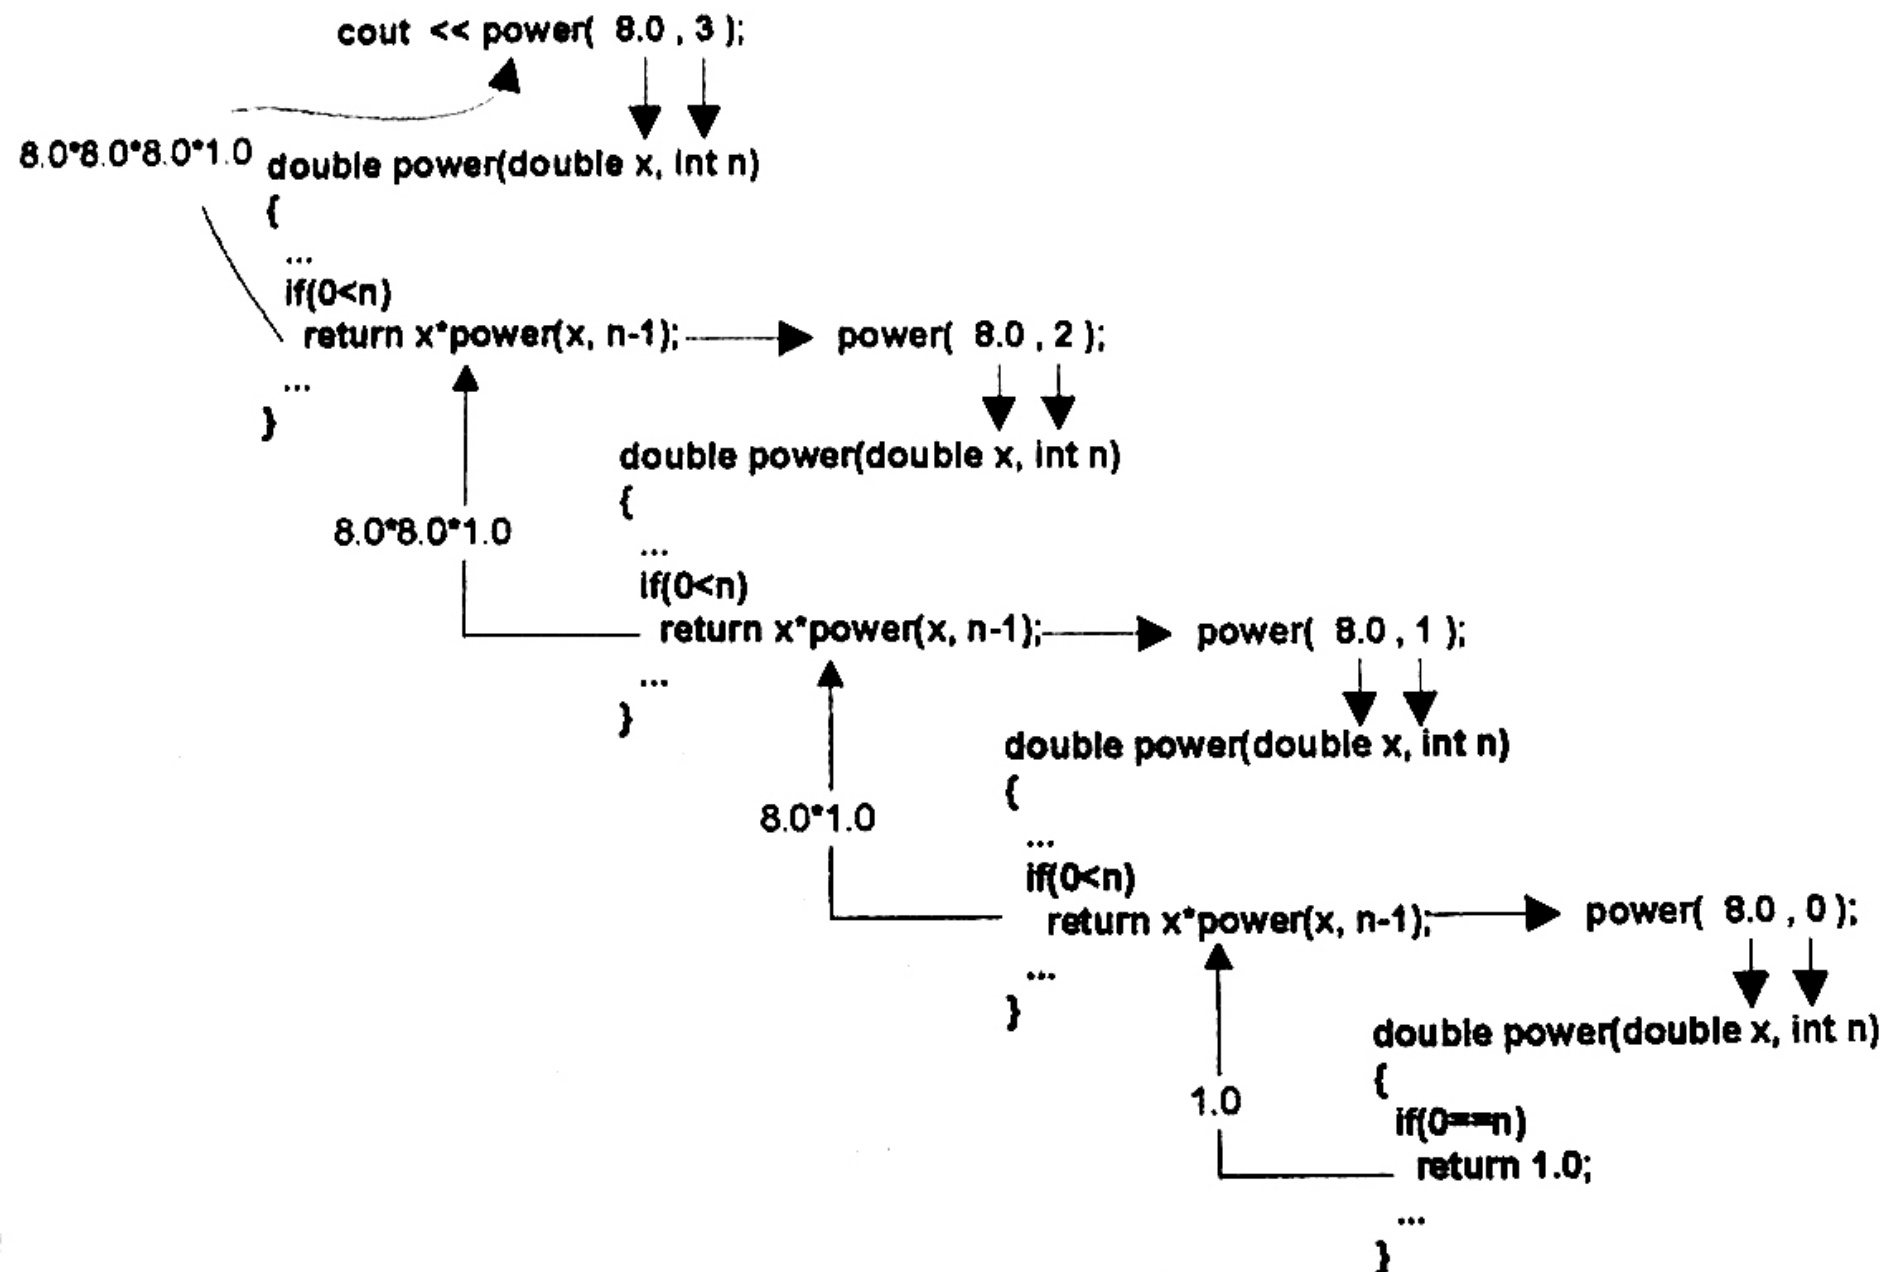 cout << power( 8.0 , 3 );
8.0*8.0*8.0*1.0
double power(double x, int n)
{
...
if(0<n)
return x*power(x, n-1);
power( 8.0 , 2 );
...
}
double power(double x, int n)
{
8.0*8.0*1.0
...
if(0<n)
return x*power(x, n-1);
power( 8.0 , 1 );
...
}
double power(double x, int n)
{
8.0*1.0
...
if(0<n)
return x*power(x, n-1);
power( 8.0 , 0 );
...
}
double power(double x, int n)
{
1.0
if(0==n)
return 1.0;
...
}